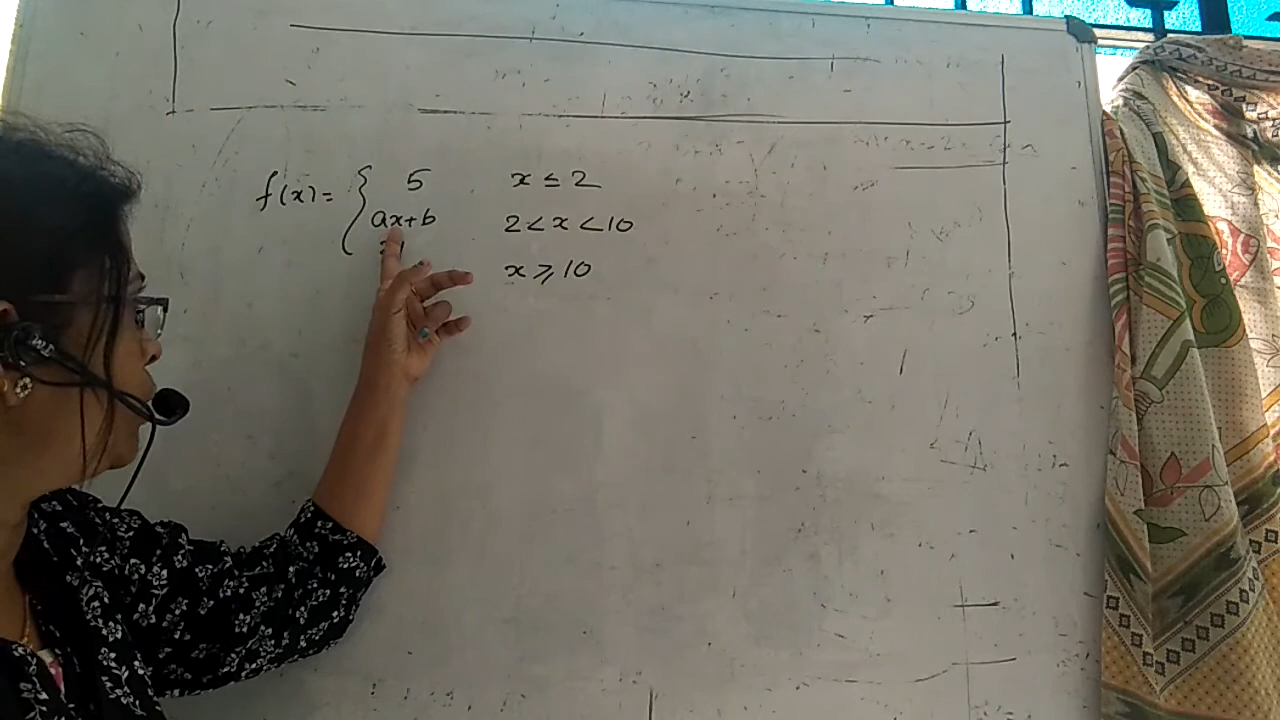 f(x) = { 5 x ≤ 2
ax+b 2 < x < 10
x ⩾ 10